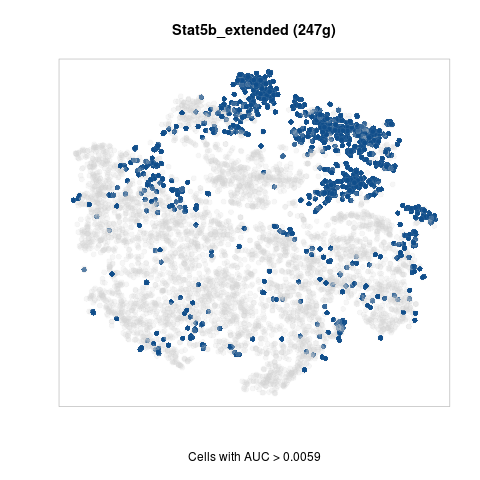 Stat5b_extended (247g)
Cells with AUC > 0.0059